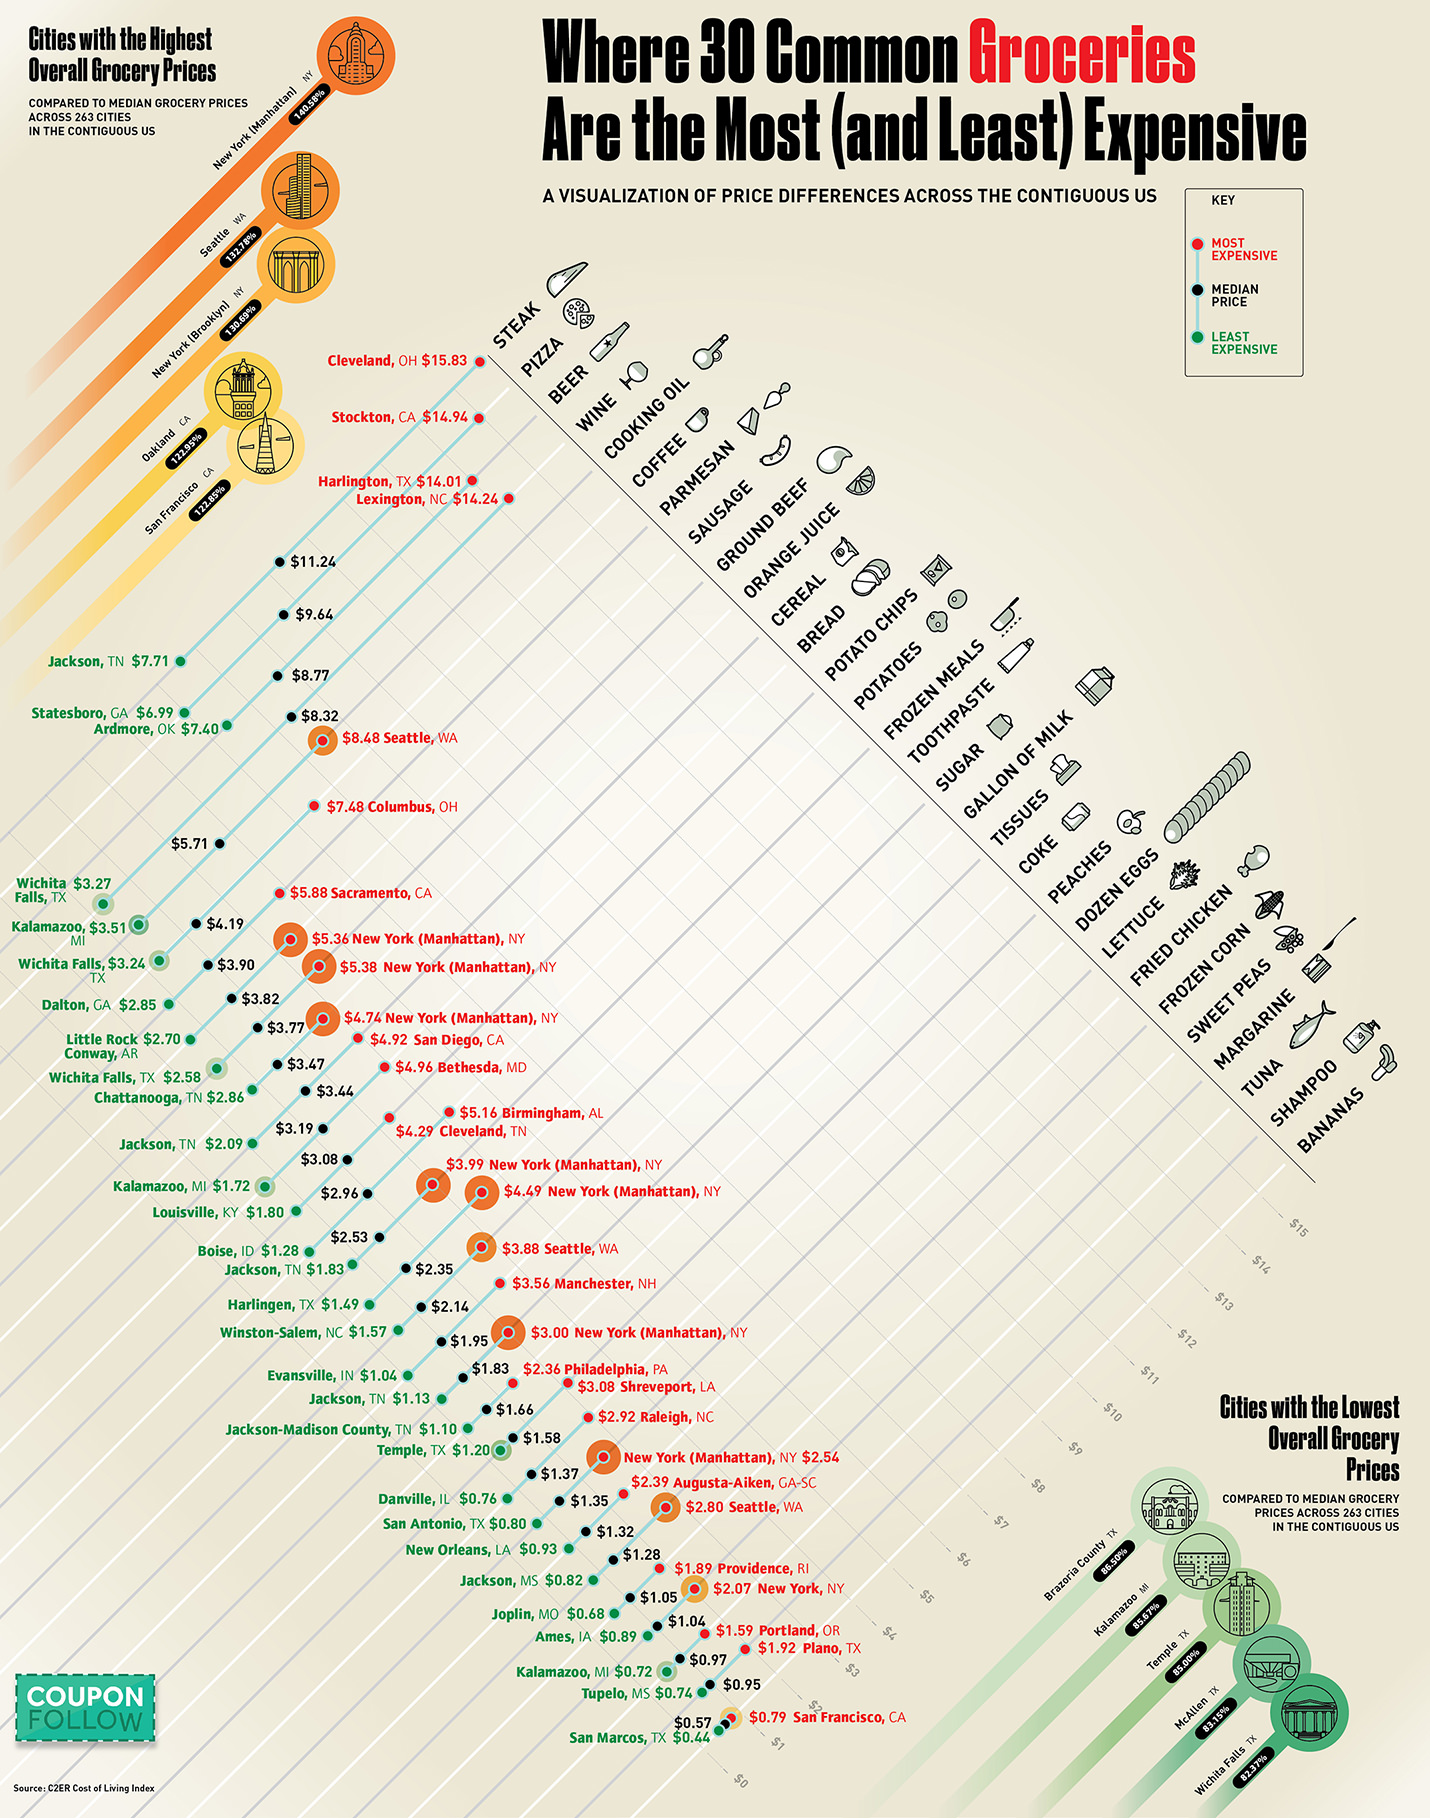 Cities with the Highest
Overall Grocery Prices
COMPARED TO MEDIAN GROCERY PRICES
ACROSS 263 CITIES
IN THE CONTIGUOUS US
New York (Manhattan) NY
140.58%
Seattle WA
132.78%
New York (Brooklyn) NY
130.69%
Oakland CA
122.95%
San Francisco CA
122.85%
Where 30 Common Groceries
Are the Most (and Least) Expensive
A VISUALIZATION OF PRICE DIFFERENCES ACROSS THE CONTIGUOUS US
KEY
MOST
EXPENSIVE
MEDIAN
PRICE
LEAST
EXPENSIVE
STEAK
PIZZA
BEER
WINE
COOKING OIL
COFFEE
PARMESAN
SAUSAGE
GROUND BEEF
ORANGE JUICE
CEREAL
BREAD
POTATO CHIPS
POTATOES
FROZEN MEALS
TOOTHPASTE
SUGAR
GALLON OF MILK
TISSUES
COKE
PEACHES
DOZEN EGGS
LETTUCE
FRIED CHICKEN
FROZEN CORN
SWEET PEAS
MARGARINE
TUNA
SHAMPOO
BANANAS
Cleveland, OH $15.83
Stockton, CA $14.94
Harlington, TX $14.01
Lexington, NC $14.24
$11.24
$9.64
Jackson, TN $7.71
$8.77
Statesboro, GA $6.99
$8.32
Ardmore, OK $7.40
$8.48 Seattle, WA
$7.48 Columbus, OH
$5.71
Wichita $3.27
Falls, TX
$5.88 Sacramento, CA
Kalamazoo, $3.51
MI
$4.19
$5.36 New York (Manhattan), NY
Wichita Falls, $3.24
TX
$3.90
$5.38 New York (Manhattan), NY
Dalton, GA $2.85
$3.82
$4.74 New York (Manhattan), NY
$3.77
Little Rock $2.70
Conway, AR
$4.92 San Diego, CA
Wichita Falls, TX $2.58
$3.47
$4.96 Bethesda, MD
Chattanooga, TN $2.86
$3.44
$5.16 Birmingham, AL
$3.19
$4.29 Cleveland, TN
Jackson, TN $2.09
$3.08
$3.99 New York (Manhattan), NY
Kalamazoo, MI $1.72
$2.96
$4.49 New York (Manhattan), NY
Louisville, KY $1.80
$2.53
Boise, ID $1.28
$3.88 Seattle, WA
Jackson, TN $1.83
$2.35
$3.56 Manchester, NH
Harlingen, TX $1.49
$2.14
Winston-Salem, NC $1.57
$1.95
$3.00 New York (Manhattan), NY
Evansville, IN $1.04
$1.83
$2.36 Philadelphia, PA
$3.08 Shreveport, LA
Jackson, TN $1.13
$1.66
$2.92 Raleigh, NC
Jackson-Madison County, TN $1.10
$1.58
Temple, TX $1.20
New York (Manhattan), NY $2.54
$1.37
$2.39 Augusta-Aiken, GA-SC
Danville, IL $0.76
$1.35
$2.80 Seattle, WA
San Antonio, TX $0.80
$1.32
New Orleans, LA $0.93
$1.28
$1.89 Providence, RI
Jackson, MS $0.82
$1.05
$2.07 New York, NY
Joplin, MO $0.68
$1.04
$1.59 Portland, OR
Ames, IA $0.89
$1.92 Plano, TX
$0.97
Kalamazoo, MI $0.72
$0.95
Tupelo, MS $0.74
$0.57
$0.79 San Francisco, CA
San Marcos, TX $0.44
$15
$14
$13
$12
$11
$10
$9
$8
$7
$6
$5
$4
$3
$2
$1
$0
Cities with the Lowest
Overall Grocery
Prices
COMPARED TO MEDIAN GROCERY
PRICES ACROSS 263 CITIES
IN THE CONTIGUOUS US
Brazoria County TX
86.50%
Kalamazoo MI
85.67%
Temple TX
85.00%
McAllen TX
83.15%
Wichita Falls TX
82.37%
COUPON
FOLLOW
Source: C2ER Cost of Living Index